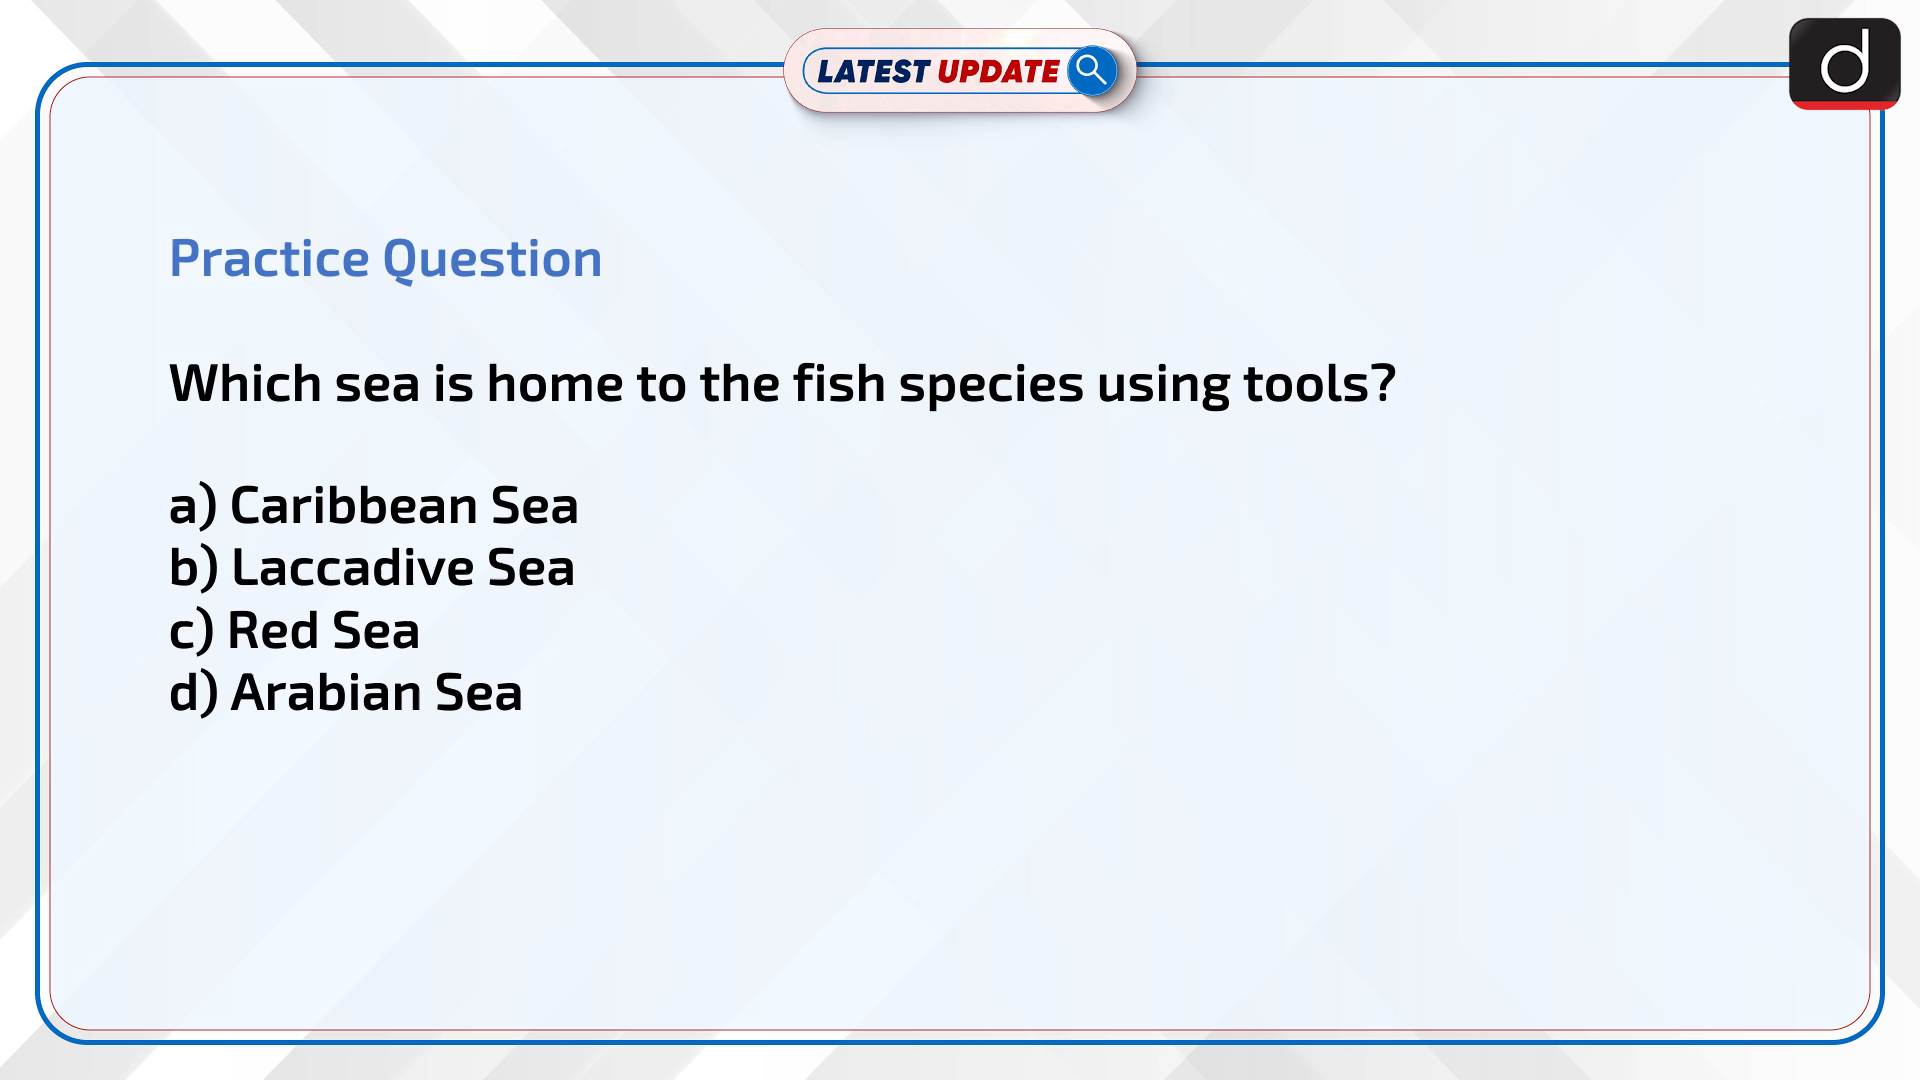 LATEST UPDATE
d
Practice Question
Which sea is home to the fish species using tools?
a) Caribbean Sea
b) Laccadive Sea
c) Red Sea
d) Arabian Sea